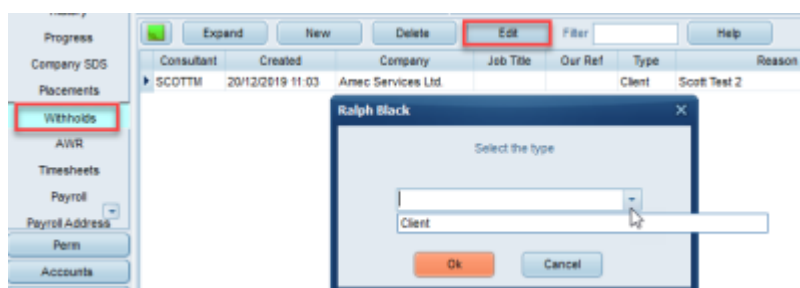 Progress
Company SDS
Placements
Withholds
AWR
Timesheets
Payroll
Payroll Address
Perm
Accounts
Expand New Delete Edit Filter Help
Consultant Created Company Job Title Our Ref Type Reason
SCOTTM 20/12/2019 11:03 Amec Services Ltd. Client Scott Test 2
Ralph Black
Select the type
Client
Ok Cancel